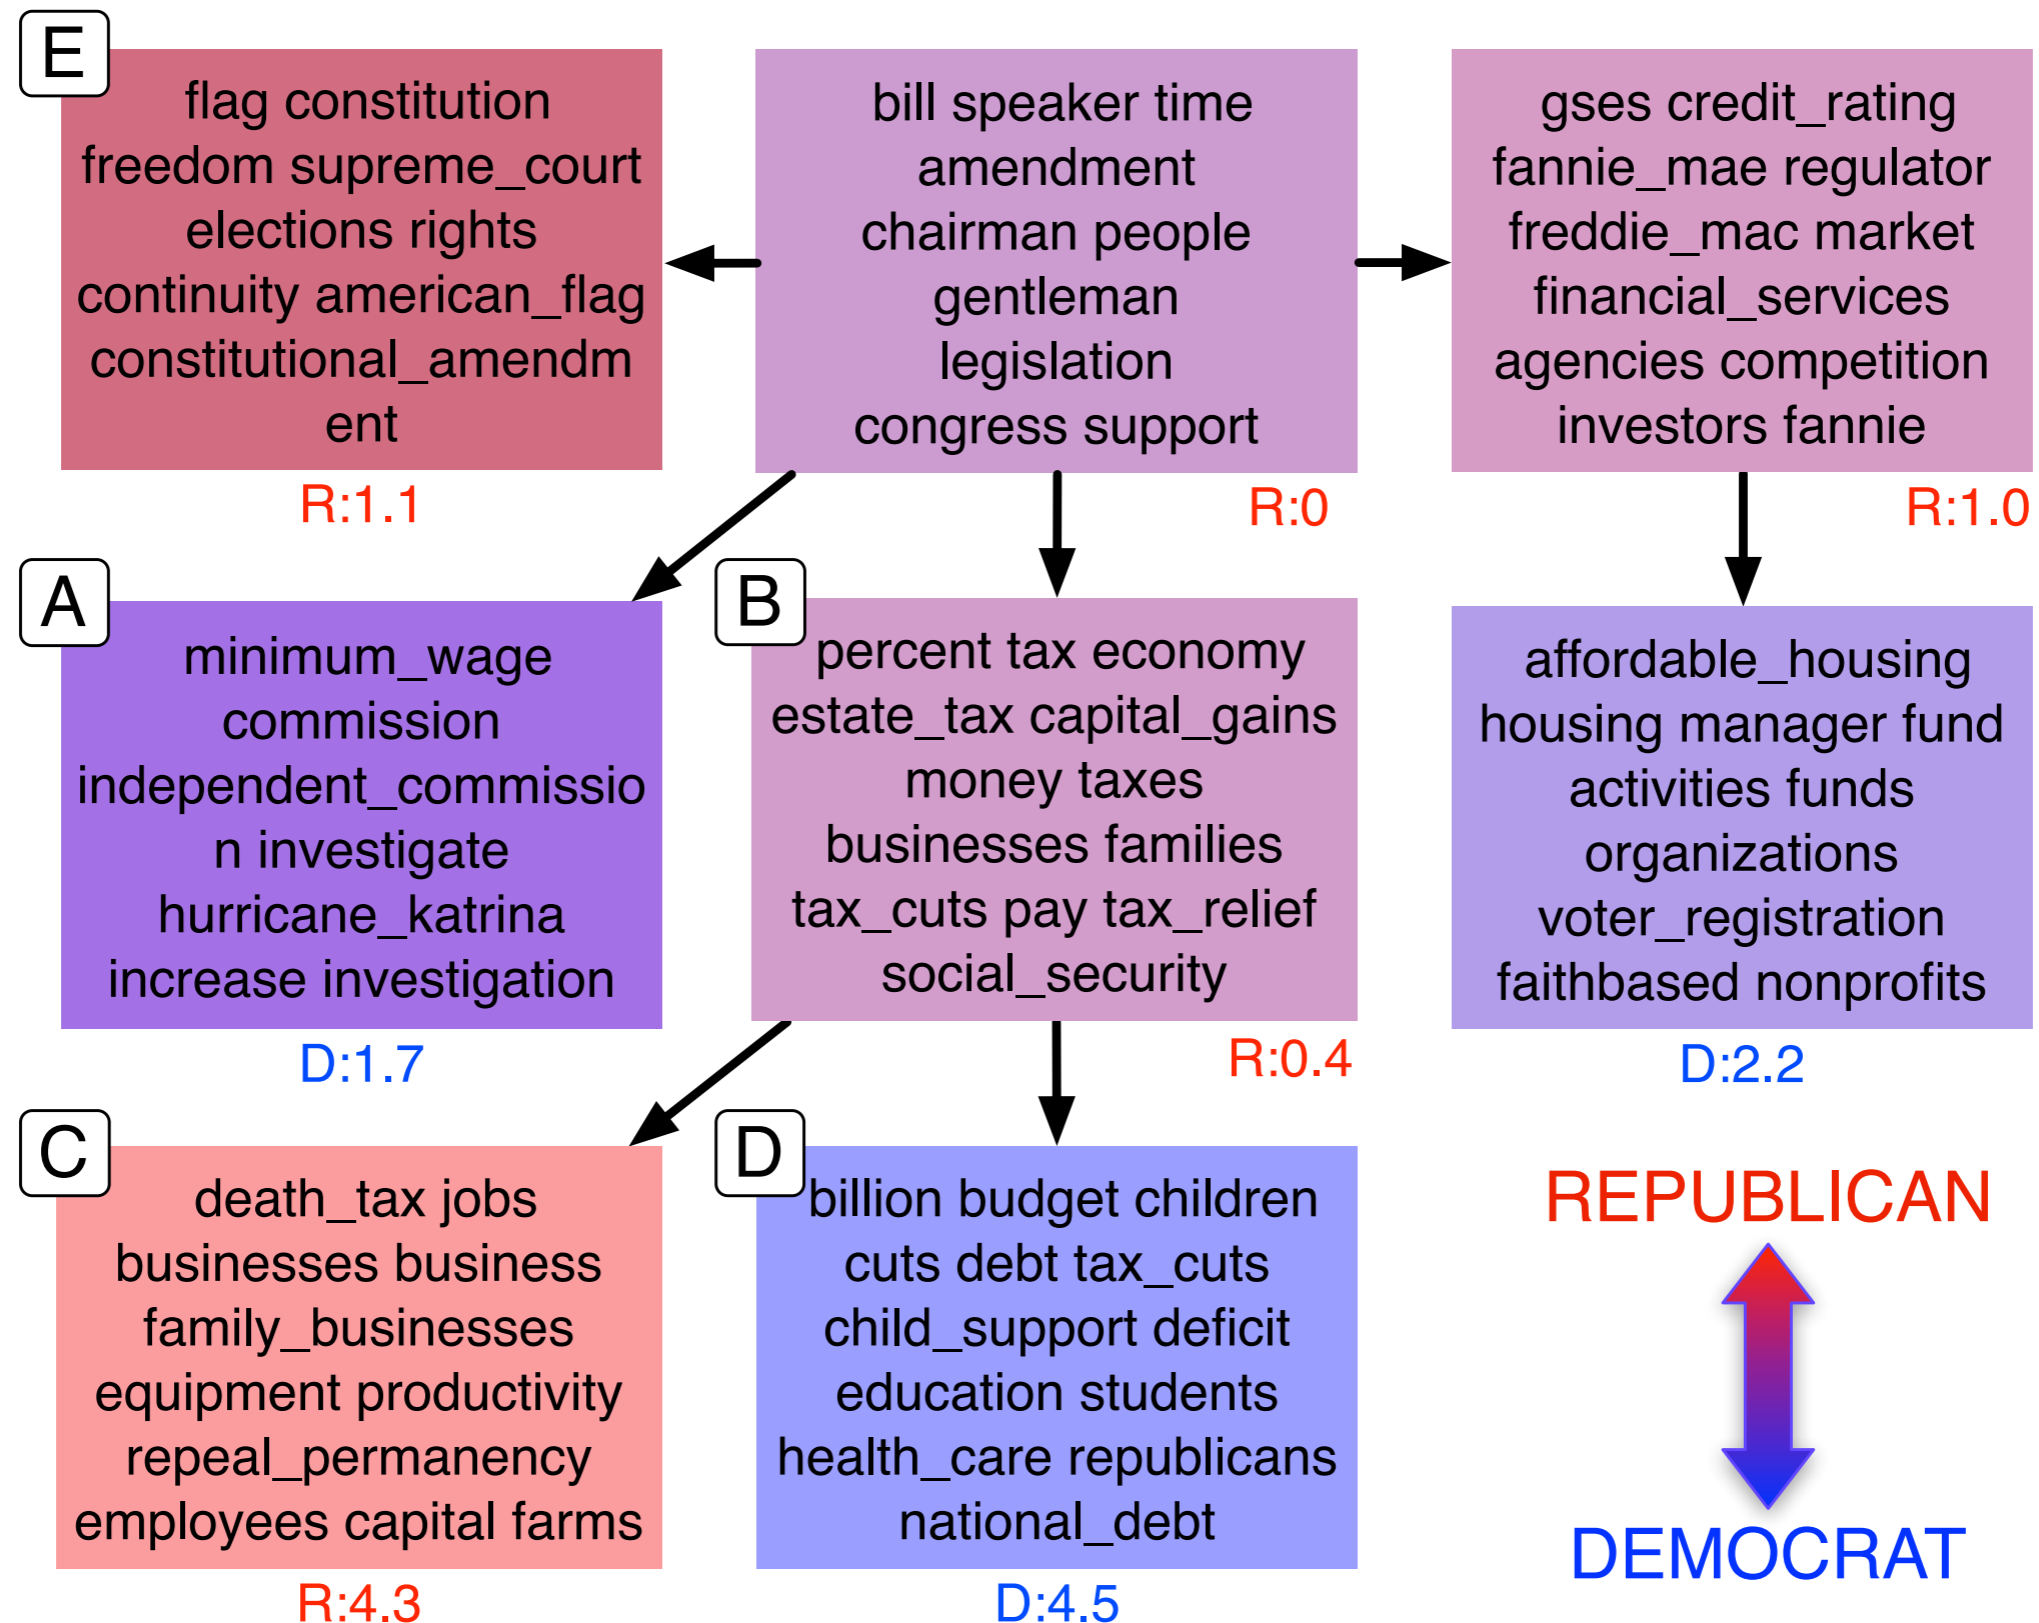 E
flag constitution
freedom supreme_court
elections rights
continuity american_flag
constitutional_amendm
ent
R:1.1
bill speaker time
amendment
chairman people
gentleman
legislation
congress support
R:0
gses credit_rating
fannie_mae regulator
freddie_mac market
financial_services
agencies competition
investors fannie
R:1.0
A
minimum_wage
commission
independent_commissio
n investigate
hurricane_katrina
increase investigation
D:1.7
B
percent tax economy
estate_tax capital_gains
money taxes
businesses families
tax_cuts pay tax_relief
social_security
R:0.4
affordable_housing
housing manager fund
activities funds
organizations
voter_registration
faithbased nonprofits
D:2.2
C
death_tax jobs
businesses business
family_businesses
equipment productivity
repeal_permanency
employees capital farms
R:4.3
D
billion budget children
cuts debt tax_cuts
child_support deficit
education students
health_care republicans
national_debt
D:4.5
REPUBLICAN
DEMOCRAT